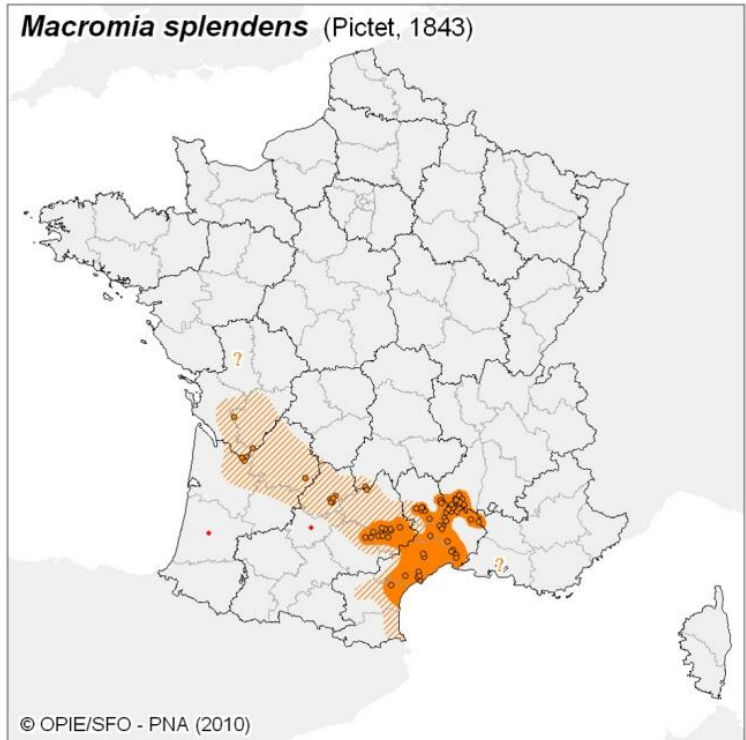 Macromia splendens (Pictet, 1843)
?
?
© OPIE/SFO - PNA (2010)